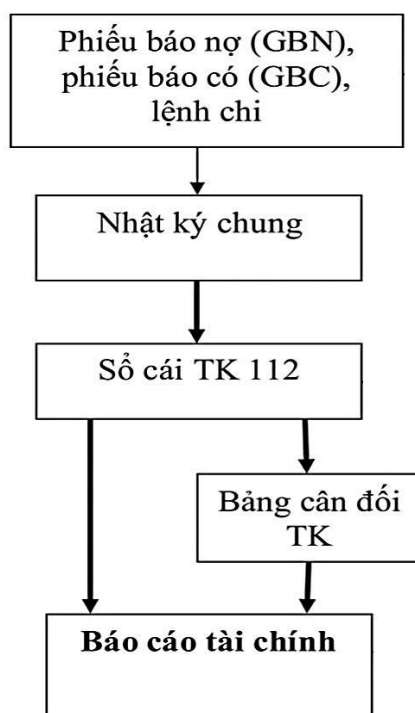 Phiếu báo nợ (GBN),
phiếu báo có (GBC),
lệnh chi
Nhật ký chung
Sổ cái TK 112
Bảng cân đối
TK
Báo cáo tài chính